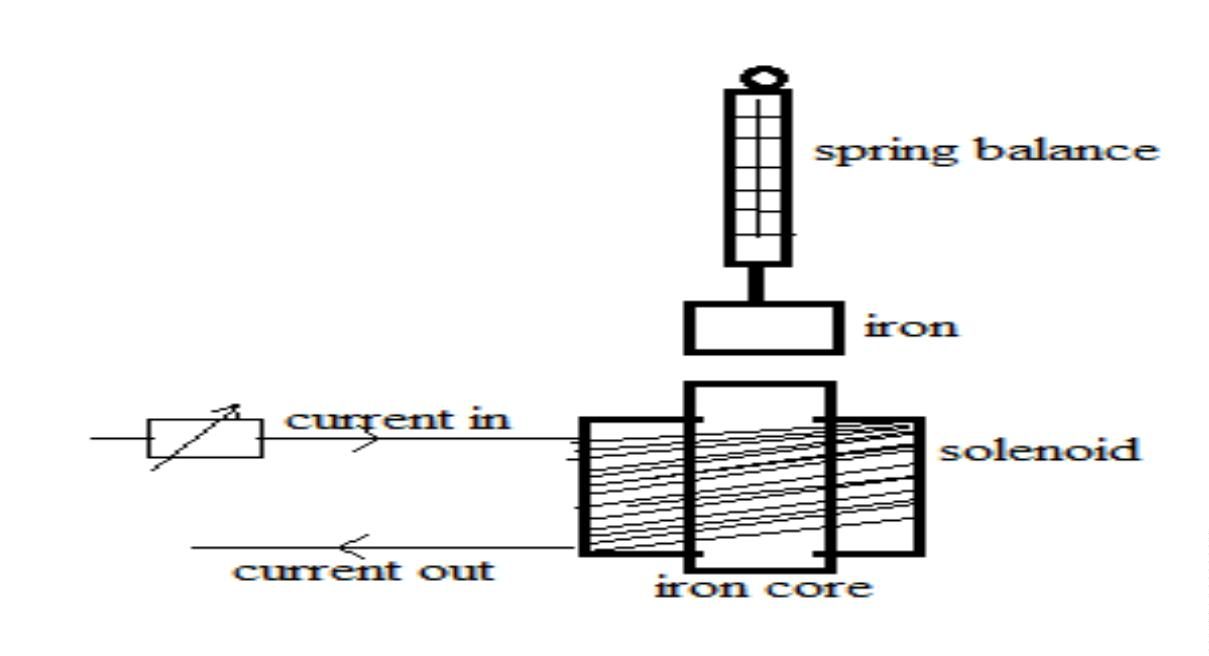 spring balance
iron
current in
solenoid
current out
iron core